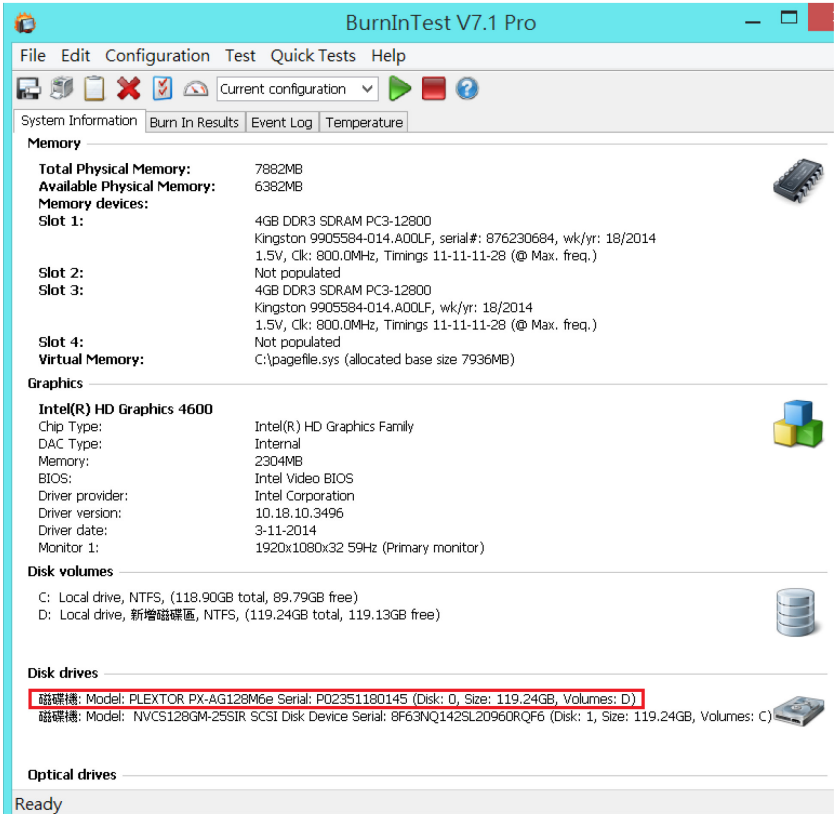 BurnInTest V7.1 Pro
File Edit Configuration Test Quick Tests Help
Current configuration
System Information Burn In Results Event Log Temperature
Memory
Total Physical Memory: 7882MB
Available Physical Memory: 6382MB
Memory devices:
Slot 1: 4GB DDR3 SDRAM PC3-12800
Kingston 9905584-014.A00LF, serial#: 876230684, wk/yr: 18/2014
1.5V, Clk: 800.0MHz, Timings 11-11-11-28 (@ Max. freq.)
Slot 2: Not populated
Slot 3: 4GB DDR3 SDRAM PC3-12800
Kingston 9905584-014.A00LF, wk/yr: 18/2014
1.5V, Clk: 800.0MHz, Timings 11-11-11-28 (@ Max. freq.)
Slot 4: Not populated
Virtual Memory: C:\pagefile.sys (allocated base size 7936MB)
Graphics
Intel(R) HD Graphics 4600
Chip Type: Intel(R) HD Graphics Family
DAC Type: Internal
Memory: 2304MB
BIOS: Intel Video BIOS
Driver provider: Intel Corporation
Driver version: 10.18.10.3496
Driver date: 3-11-2014
Monitor 1: 1920x1080x32 59Hz (Primary monitor)
Disk volumes
C: Local drive, NTFS, (118.90GB total, 89.79GB free)
D: Local drive, 新增磁碟區, NTFS, (119.24GB total, 119.13GB free)
Disk drives
磁碟機: Model: PLEXTOR PX-AG128M6e Serial: P02351180145 (Disk: 0, Size: 119.24GB, Volumes: D)
磁碟機: Model: NVCS128GM-25SIR SCSI Disk Device Serial: 8F63NQ142SL20960RQF6 (Disk: 1, Size: 119.24GB, Volumes: C)
Optical drives
Ready